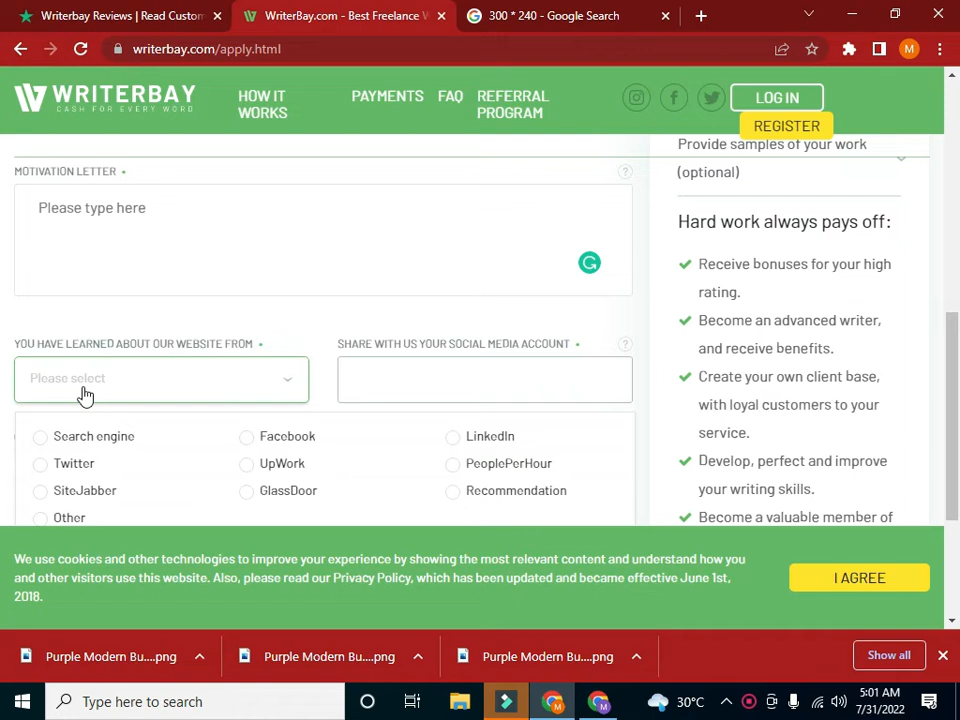 Writerbay Reviews | Read Custom
WriterBay.com - Best Freelance W
300 * 240 - Google Search
writerbay.com/apply.html
M
WRITERBAY
CASH FOR EVERY WORD
HOW IT WORKS
PAYMENTS
FAQ
REFERRAL PROGRAM
LOG IN
REGISTER
MOTIVATION LETTER
?
Please type here
YOU HAVE LEARNED ABOUT OUR WEBSITE FROM
Please select
SHARE WITH US YOUR SOCIAL MEDIA ACCOUNT
?
Search engine
Facebook
LinkedIn
Twitter
UpWork
PeoplePerHour
SiteJabber
GlassDoor
Recommendation
Other
Provide samples of your work
(optional)
Hard work always pays off:
Receive bonuses for your high
rating.
Become an advanced writer,
and receive benefits.
Create your own client base,
with loyal customers to your
service.
Develop, perfect and improve
your writing skills.
Become a valuable member of
We use cookies and other technologies to improve your experience by showing the most relevant content and understand how you
and other visitors use this website. Also, please read our Privacy Policy, which has been updated and became effective June 1st,
2018.
I AGREE
Purple Modern Bu....png
Purple Modern Bu....png
Purple Modern Bu....png
Show all
Type here to search
30°C
5:01 AM
7/31/2022